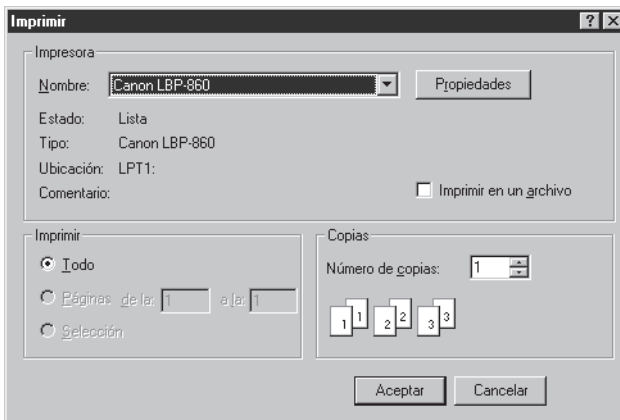 Imprimir
Impresora
Nombre: Canon LBP-860 Propiedades
Estado: Lista
Tipo: Canon LBP-860
Ubicación: LPT1:
Comentario: Imprimir en un archivo
Imprimir
Todo
Páginas de la: 1 a la: 1
Selección
Copias
Número de copias: 1
1 1 2 2 3 3
Aceptar Cancelar